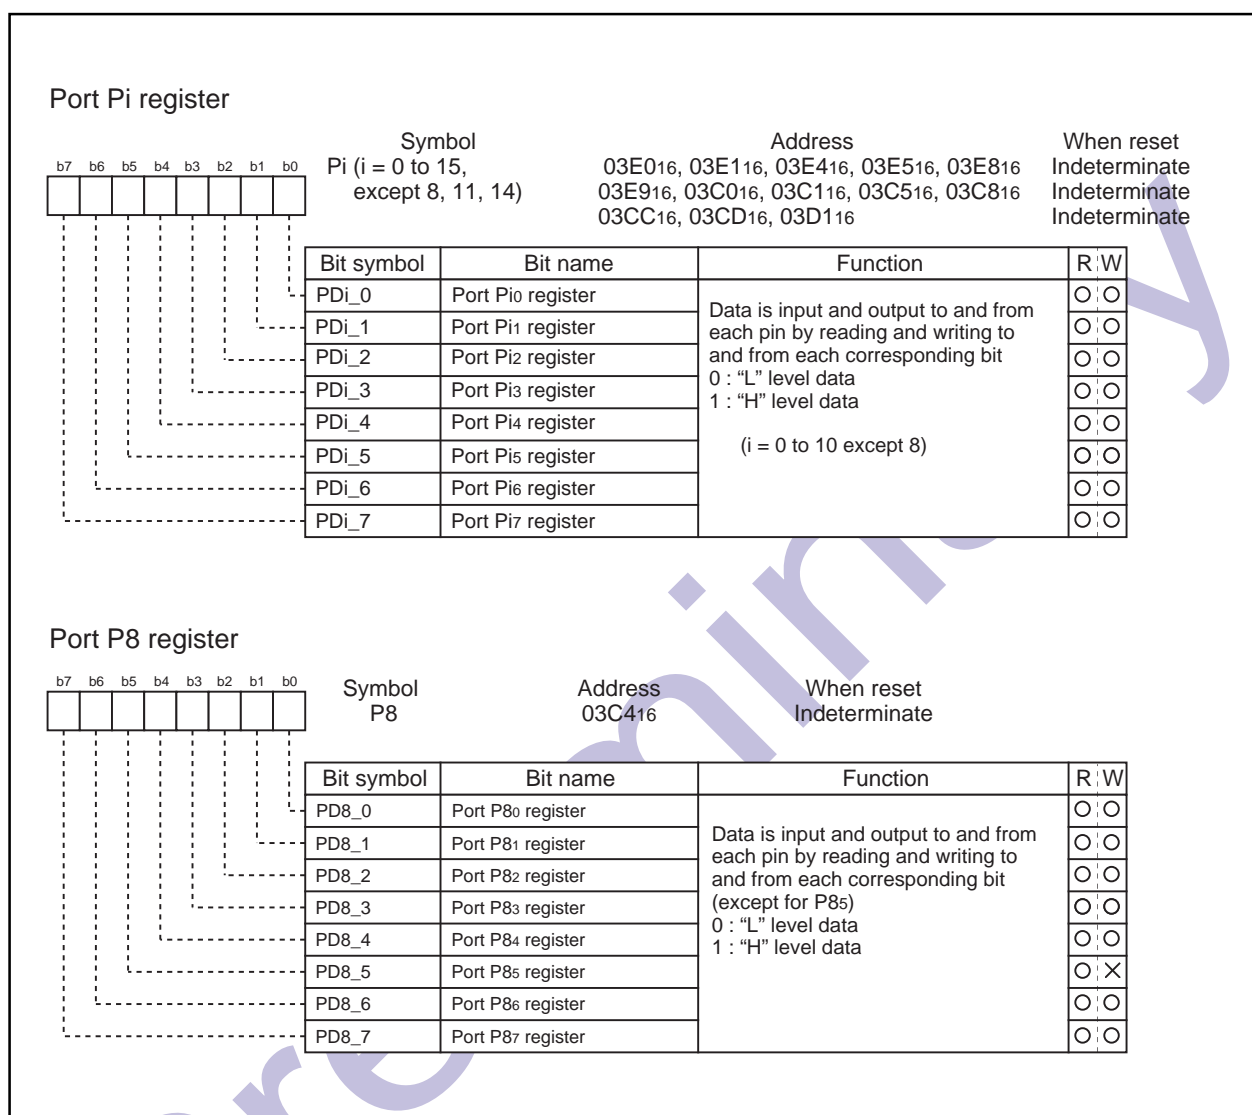 Port Pi register
Symbol Address When reset
b7 b6 b5 b4 b3 b2 b1 b0
Pi (i = 0 to 15, 03E016, 03E116, 03E416, 03E516, 03E816 Indeterminate
except 8, 11, 14) 03E916, 03C016, 03C116, 03C516, 03C816 Indeterminate
03CC16, 03CD16, 03D116 Indeterminate
Bit symbol Bit name Function R W
PDi_0 Port Pi0 register
PDi_1 Port Pi1 register
PDi_2 Port Pi2 register
PDi_3 Port Pi3 register
PDi_4 Port Pi4 register
PDi_5 Port Pi5 register
PDi_6 Port Pi6 register
PDi_7 Port Pi7 register
Data is input and output to and from
each pin by reading and writing to
and from each corresponding bit
0 : “L” level data
1 : “H” level data
(i = 0 to 10 except 8)
Port P8 register
b7 b6 b5 b4 b3 b2 b1 b0
Symbol Address When reset
P8 03C416 Indeterminate
Bit symbol Bit name Function R W
PD8_0 Port P80 register
PD8_1 Port P81 register
PD8_2 Port P82 register
PD8_3 Port P83 register
PD8_4 Port P84 register
PD8_5 Port P85 register
PD8_6 Port P86 register
PD8_7 Port P87 register
Data is input and output to and from
each pin by reading and writing to
and from each corresponding bit
(except for P85)
0 : “L” level data
1 : “H” level data